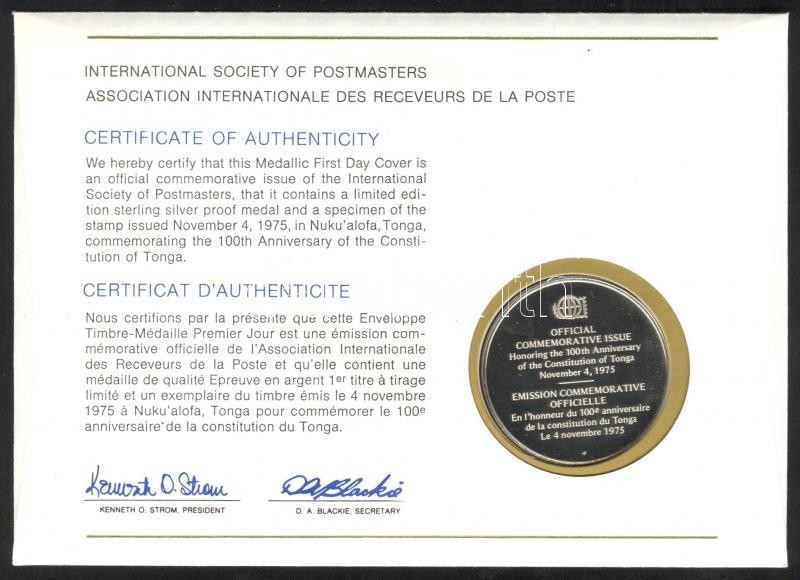 INTERNATIONAL SOCIETY OF POSTMASTERS
ASSOCIATION INTERNATIONALE DES RECEVEURS DE LA POSTE
CERTIFICATE OF AUTHENTICITY
We hereby certify that this Medallic First Day Cover is
an official commemorative issue of the International
Society of Postmasters, that it contains a limited edi-
tion sterling silver proof medal and a specimen of the
stamp issued November 4, 1975, in Nuku'alofa, Tonga,
commemorating the 100th Anniversary of the Consti-
tution of Tonga.
CERTIFICAT D'AUTHENTICITE
Nous certifions par la présente que cette Enveloppe
Timbre-Médaille Premier Jour est une émission com-
mémorative officielle de l'Association Internationale
des Receveurs de la Poste et qu'elle contient une
médaille de qualité Epreuve en argent 1er titre à tirage
limité et un exemplaire du timbre émis le 4 novembre
1975 à Nuku'alofa, Tonga pour commémorer le 100e
anniversaire de la constitution du Tonga.
Kenneth O. Strom
D A Blackie
KENNETH O. STROM, PRESIDENT
D. A. BLACKIE, SECRETARY
OFFICIAL
COMMEMORATIVE ISSUE
Honoring the 100th Anniversary
of the Constitution of Tonga
November 4, 1975
EMISSION COMMEMORATIVE
OFFICIELLE
En l'honneur du 100e anniversaire
de la constitution du Tonga
Le 4 novembre 1975